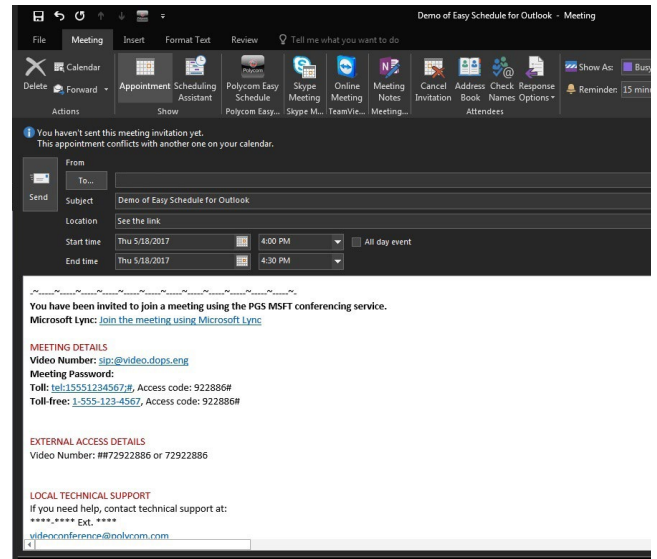 Demo of Easy Schedule for Outlook - Meeting
File Meeting Insert Format Text Review Tell me what you want to do
Delete
Calendar
Forward
Actions
Appointment
Scheduling Assistant
Show
Polycom
Polycom Easy Schedule
Polycom Easy...
Skype Meeting
Skype M...
Online Meeting
TeamVie...
Meeting Notes
Meeting...
Cancel Invitation
Address Book
Check Names
Response Options
Attendees
Show As: Busy
Reminder: 15 min
You haven't sent this meeting invitation yet.
This appointment conflicts with another one on your calendar.
Send
From
To...
Subject Demo of Easy Schedule for Outlook
Location See the link
Start time Thu 5/18/2017 4:00 PM All day event
End time Thu 5/18/2017 4:30 PM
You have been invited to join a meeting using the PGS MSFT conferencing service.
Microsoft Lync: Join the meeting using Microsoft Lync
MEETING DETAILS
Video Number: sip:@video.dops.eng
Meeting Password:
Toll: tel:15551234567;#, Access code: 922886#
Toll-free: 1-555-123-4567, Access code: 922886#
EXTERNAL ACCESS DETAILS
Video Number: ##72922886 or 72922886
LOCAL TECHNICAL SUPPORT
If you need help, contact technical support at:
****-**** Ext. ****
videoconference@polycom.com